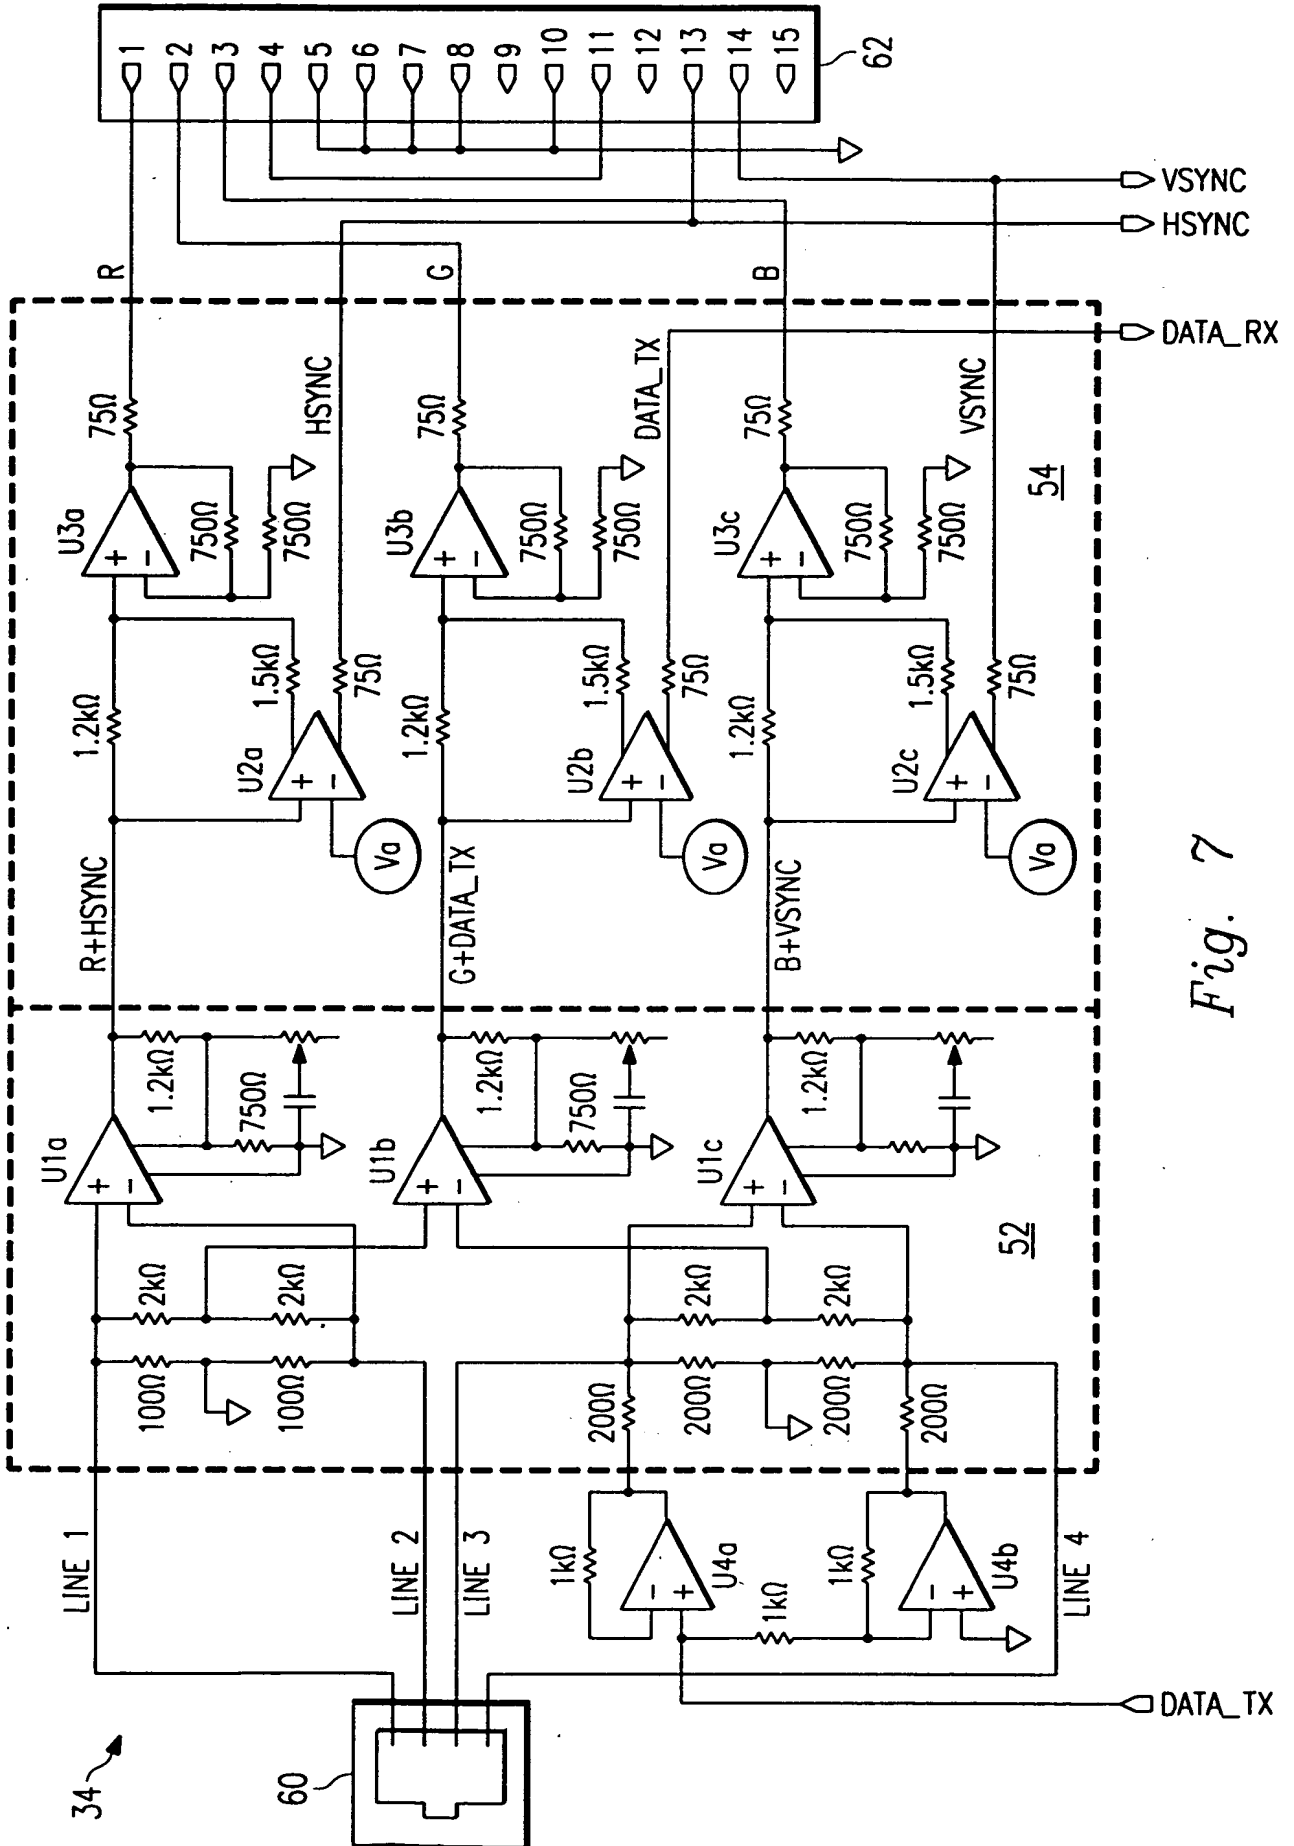 34
60
LINE 1
LINE 2
LINE 3
LINE 4
DATA_TX
1kΩ
U4a
1kΩ
1kΩ
U4b
-
+
-
+
100Ω
100Ω
2kΩ
2kΩ
200Ω
200Ω
200Ω
200Ω
2kΩ
2kΩ
52
U1a
+
-
1.2kΩ
750Ω
U1b
+
-
1.2kΩ
750Ω
U1c
+
-
1.2kΩ
R+HSYNC
G+DATA_TX
B+VSYNC
1.2kΩ
U2a
+
-
Va
1.5kΩ
75Ω
HSYNC
U3a
+
-
750Ω
750Ω
75Ω
R
1.2kΩ
U2b
+
-
Va
1.5kΩ
75Ω
DATA_TX
U3b
+
-
750Ω
750Ω
75Ω
G
1.2kΩ
U2c
+
-
Va
1.5kΩ
75Ω
VSYNC
U3c
+
-
750Ω
750Ω
75Ω
B
54
DATA_RX
HSYNC
VSYNC
1
2
3
4
5
6
7
8
9
10
11
12
13
14
15
62
Fig. 7